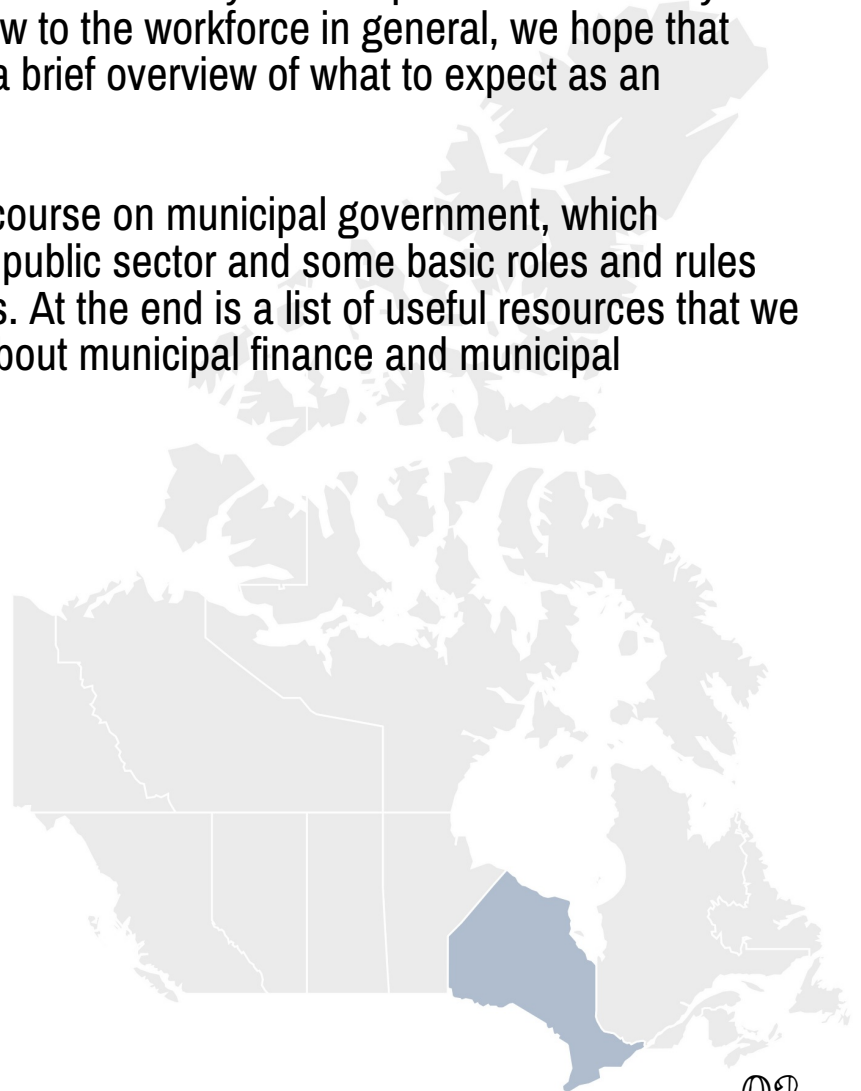 w to the workforce in general, we hope that
a brief overview of what to expect as an
course on municipal government, which
public sector and some basic roles and rules
s. At the end is a list of useful resources that we
bout municipal finance and municipal